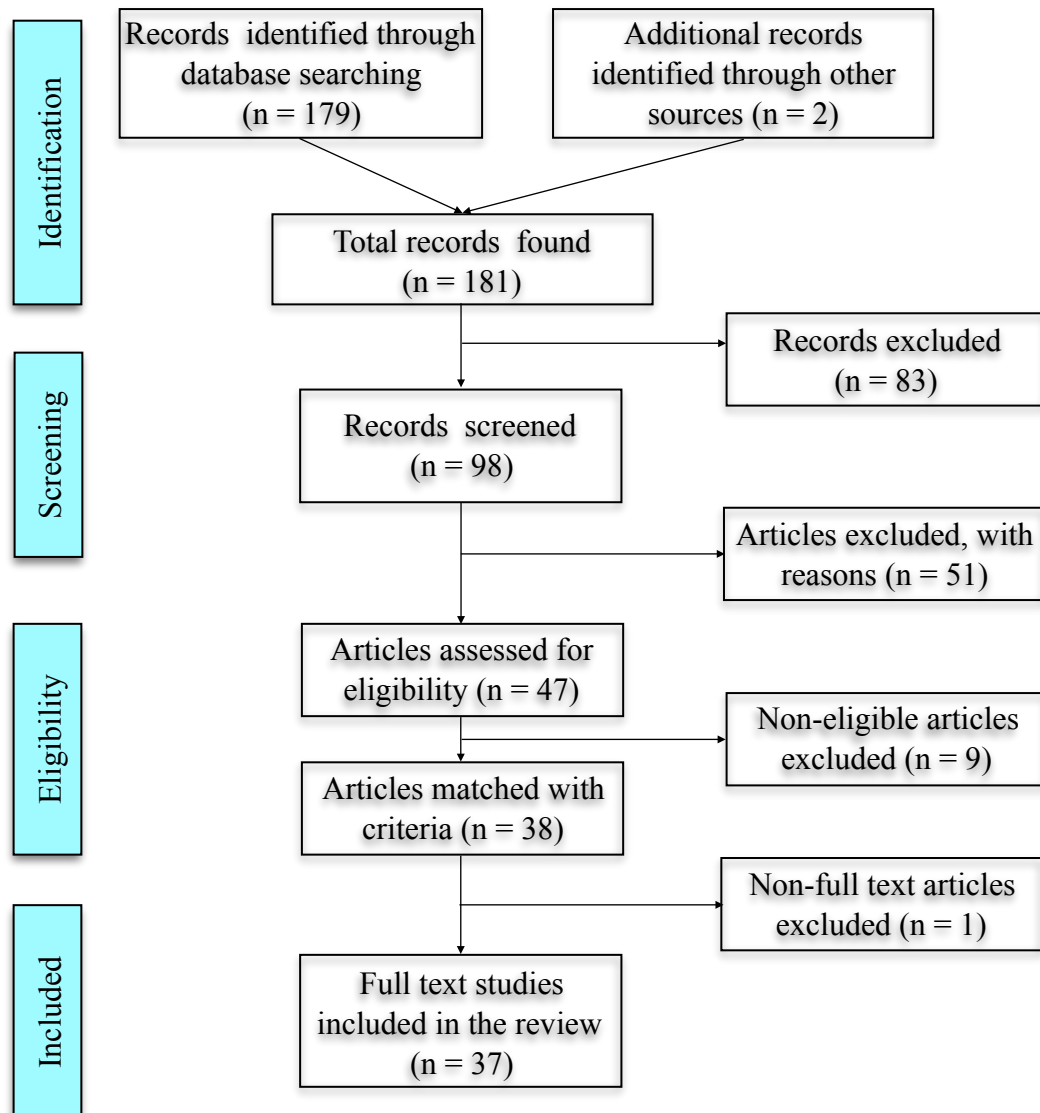 Identification
Records identified through
database searching
(n = 179)
Additional records
identified through other
sources (n = 2)
Total records found
(n = 181)
Records excluded
(n = 83)
Screening
Records screened
(n = 98)
Articles excluded, with
reasons (n = 51)
Eligibility
Articles assessed for
eligibility (n = 47)
Non-eligible articles
excluded (n = 9)
Articles matched with
criteria (n = 38)
Non-full text articles
excluded (n = 1)
Included
Full text studies
included in the review
(n = 37)